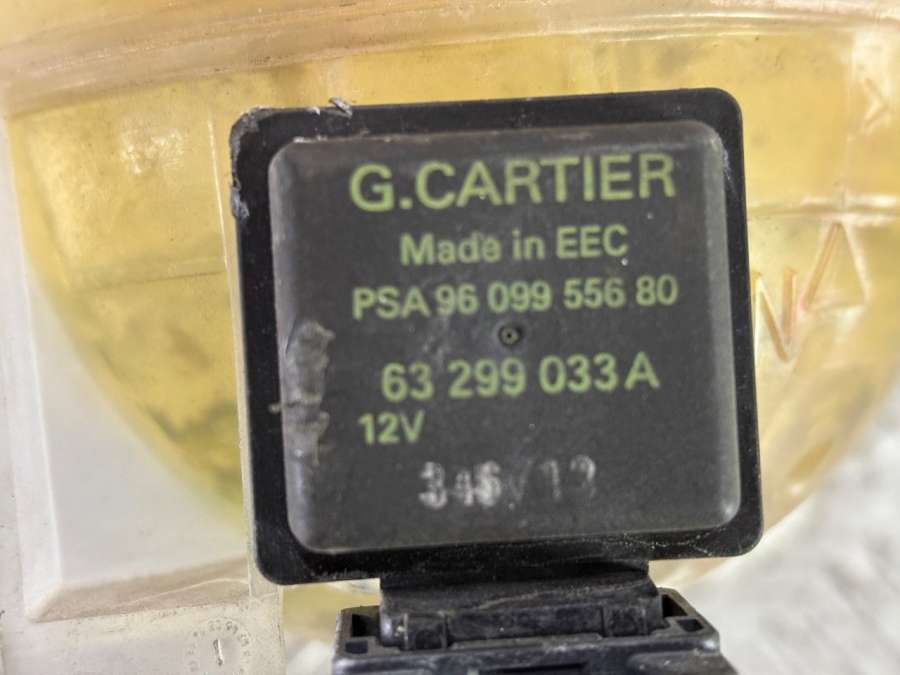 G.CARTIER
Made in EEC
PSA 96 099 556 80
63 299 033 A
12V